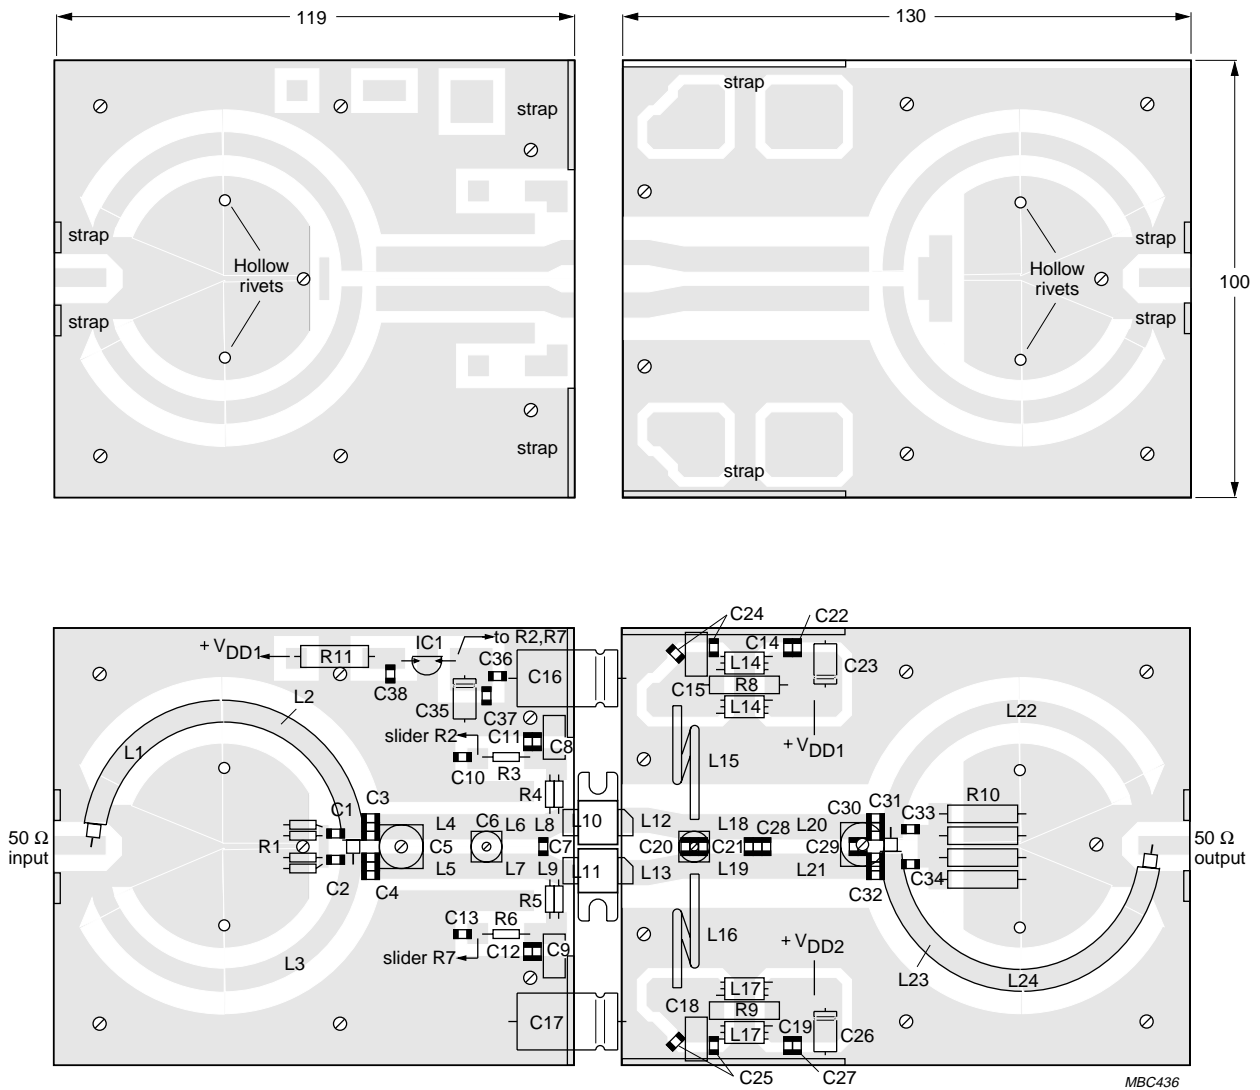 119
130
strap
strap
strap
strap
Hollow
rivets
Hollow
rivets
100
strap
strap
strap
strap
strap
C24
C22
+ VDD1
R11
IC1
to R2,R7
C36
C16
C14
L14
C23
C38
C35
C37
C15
R8
L14
L2
L22
L1
slider R2
C11
C8
+ VDD1
L15
C10
R3
R4
C3
C1
L4
C6
L6
L8
L10
L12
L18
C28
L20
C30
C31
C33
R10
50 Ω
input
R1
C5
C7
C20
C21
C29
50 Ω
output
L5
L7
L9
L11
L13
L19
L21
C2
C4
C32
C34
R5
C13
R6
C12
C9
L16
+ VDD2
slider R7
L3
L23
L24
L17
C18
R9
C17
L17
C19
C26
C25
C27
MBC436